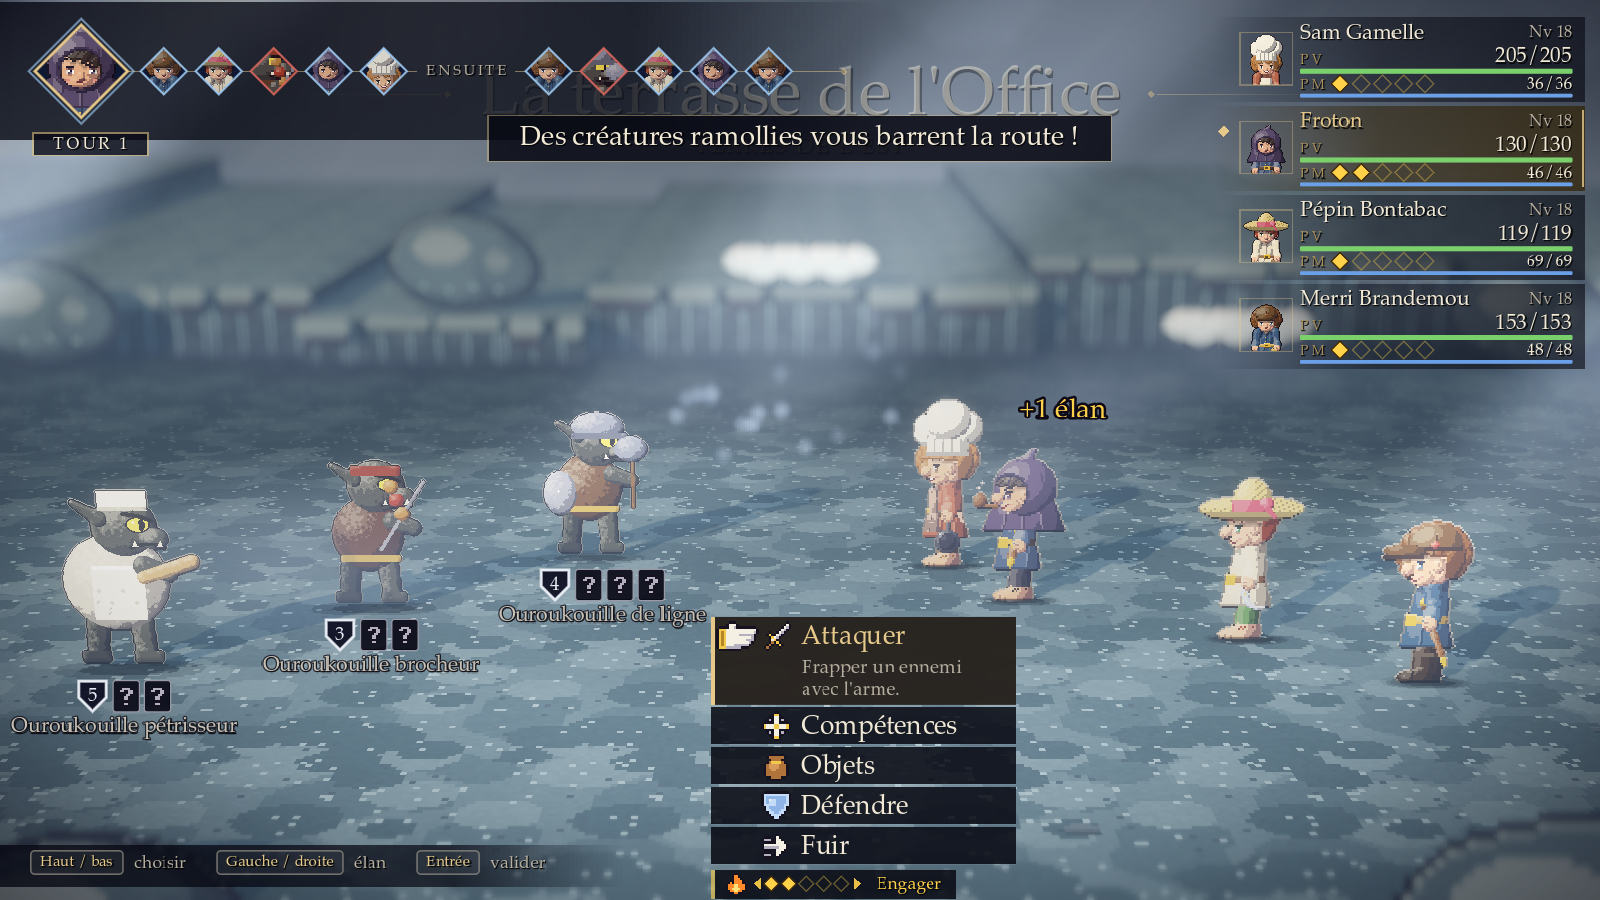 ENSUITE
La terrasse de l'Office
TOUR 1
Des créatures ramollies vous barrent la route !
Sam Gamelle Nv 18
PV 205/205
PM 36/36
Froton Nv 18
PV 130/130
PM 46/46
Pépin Bontabac Nv 18
PV 119/119
PM 69/69
Merri Brandemou Nv 18
PV 153/153
PM 48/48
+1 élan
4 ? ? ?
Ouroukouille de ligne
3 ? ?
Ouroukouille brocheur
5 ? ?
Ouroukouille pétrisseur
Attaquer
Frapper un ennemi
avec l'arme.
Compétences
Objets
Défendre
Fuir
Engager
Haut / bas choisir Gauche / droite élan Entrée valider